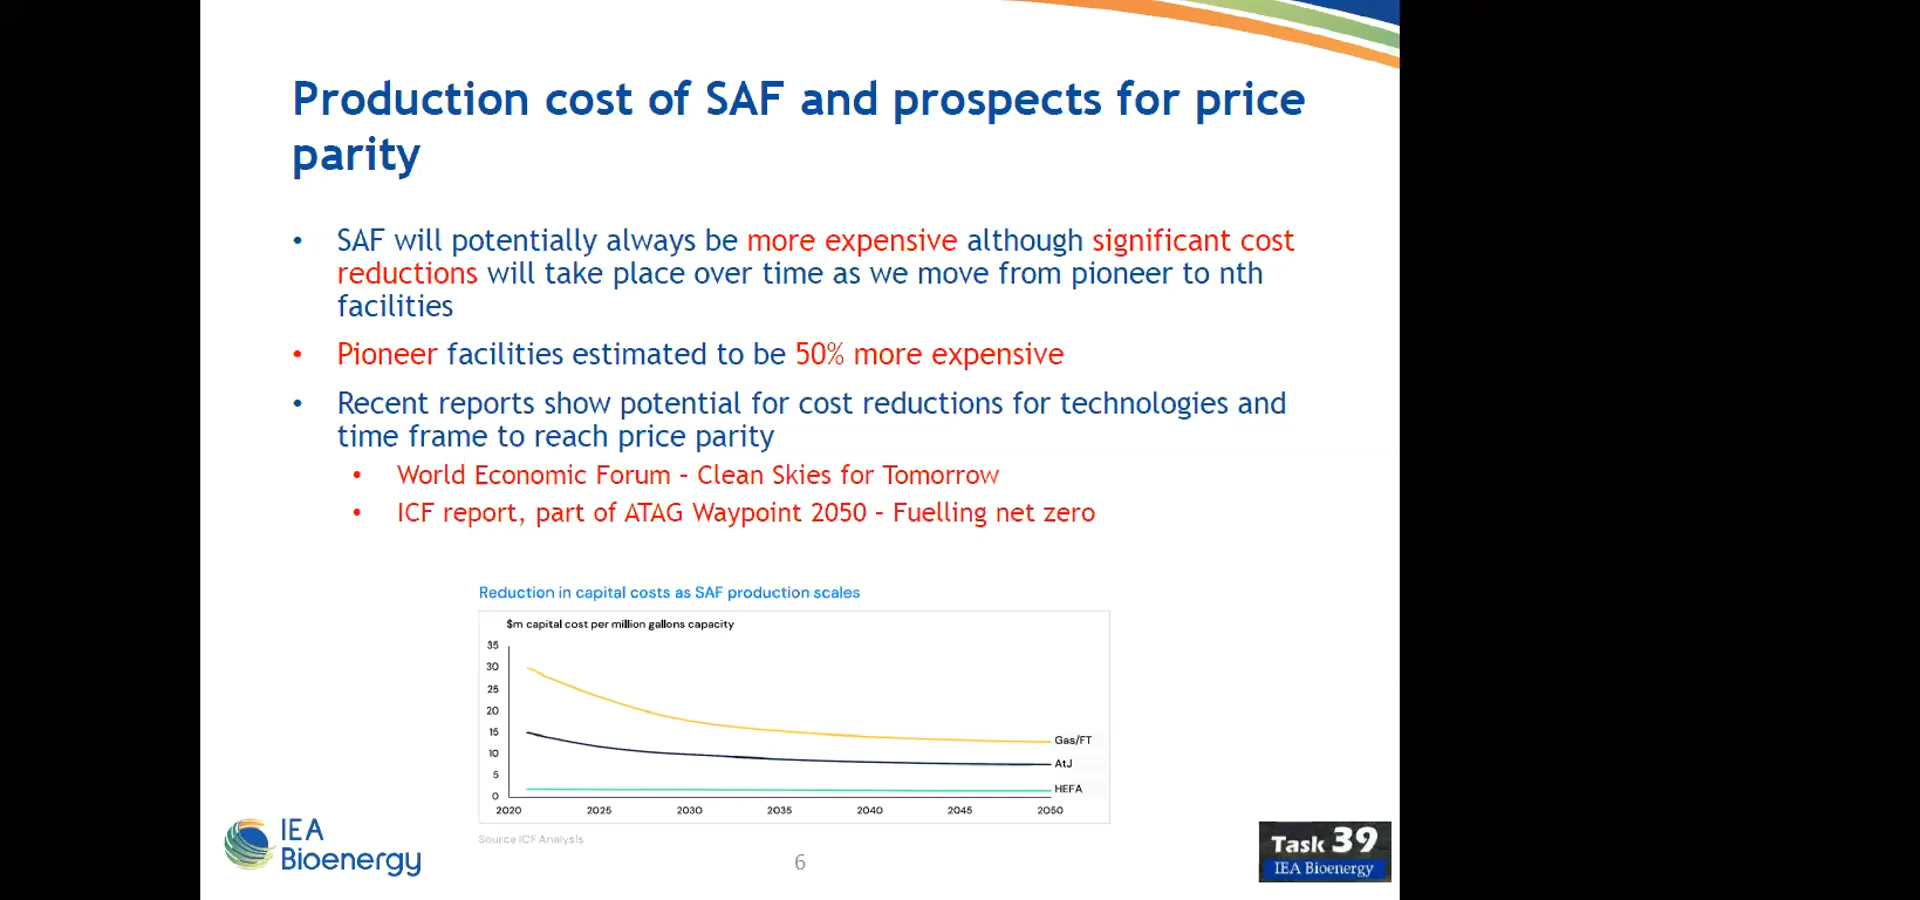 Production cost of SAF and prospects for price
parity
• SAF will potentially always be more expensive although significant cost
reductions will take place over time as we move from pioneer to nth
facilities
• Pioneer facilities estimated to be 50% more expensive
• Recent reports show potential for cost reductions for technologies and
time frame to reach price parity
• World Economic Forum – Clean Skies for Tomorrow
• ICF report, part of ATAG Waypoint 2050 – Fuelling net zero
Reduction in capital costs as SAF production scales
$m capital cost per million gallons capacity
35
30
25
20
15
10
5
0
Gas/FT
AtJ
HEFA
2020 2025 2030 2035 2040 2045 2050
Source ICF Analysis
IEA
Bioenergy
6
Task 39
IEA Bioenergy